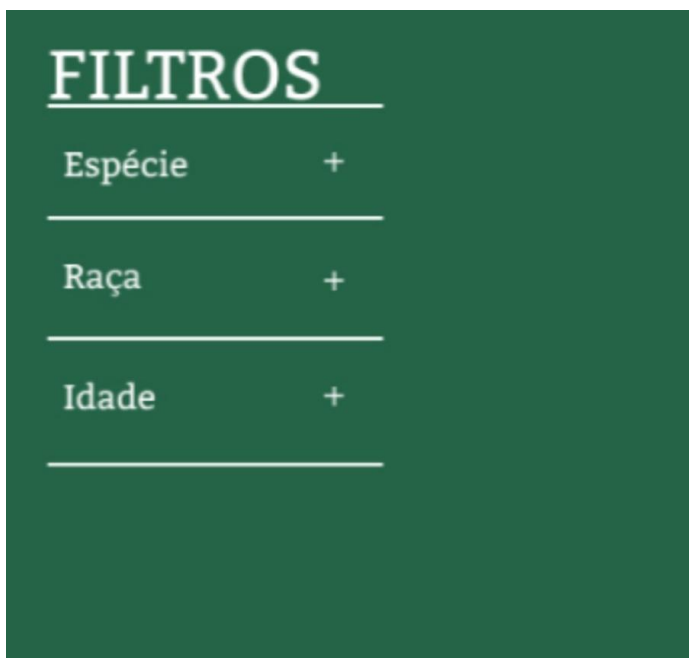 FILTROS
Espécie +
Raça +
Idade +